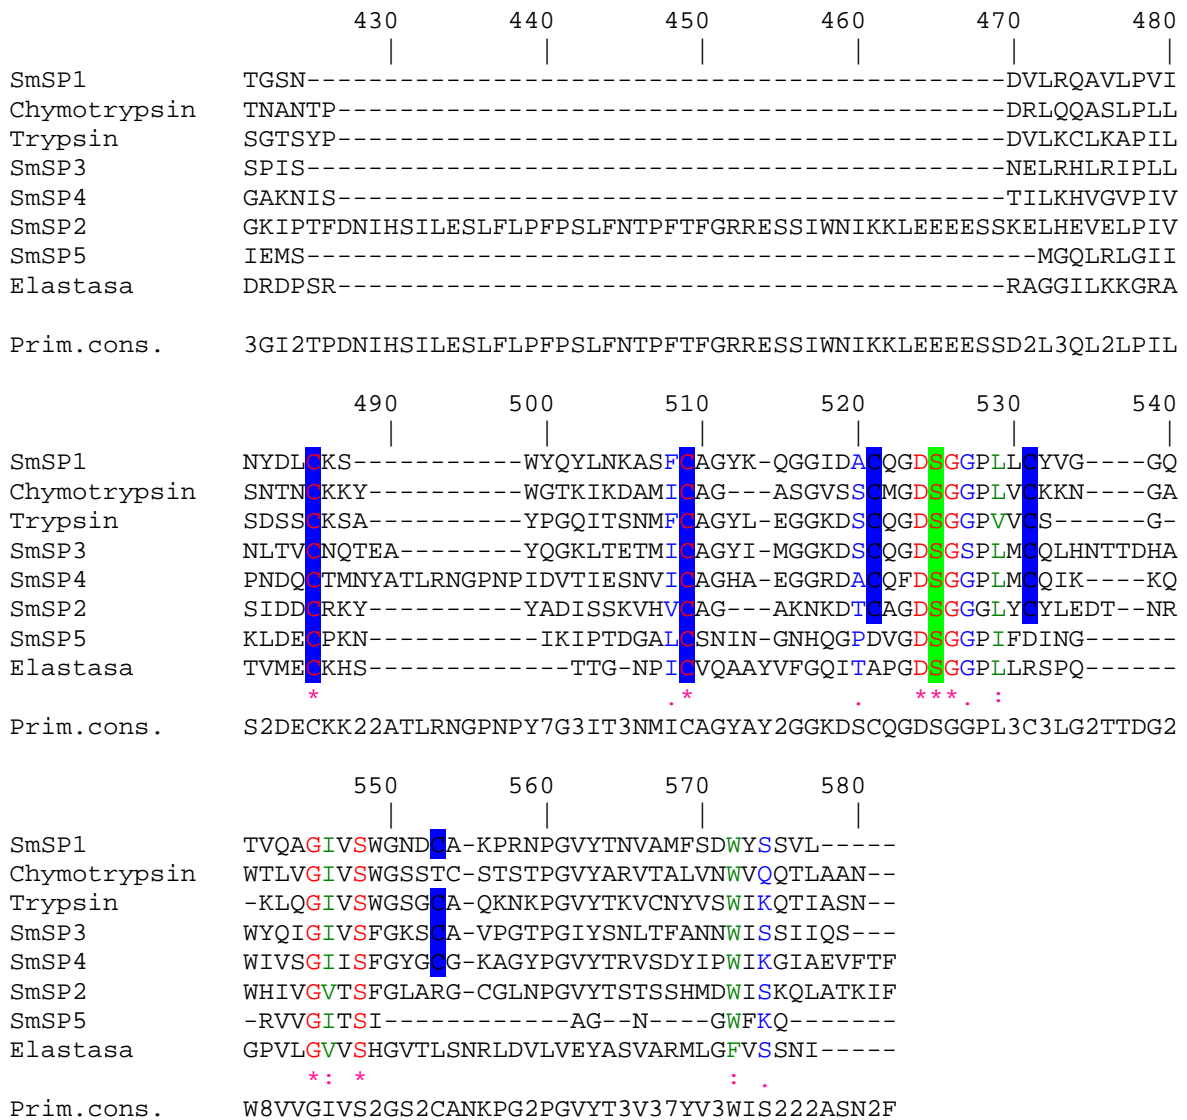 430 440 450 460 470 480
| | | | | |
SmSP1 TGSN---------------------------------------------DVLRQAVLPVI
Chymotrypsin TNANTP-------------------------------------------DRLQQASLPLL
Trypsin SGTSYP-------------------------------------------DVLKCLKAPIL
SmSP3 SPIS---------------------------------------------NELRHLRIPLL
SmSP4 GAKNIS-------------------------------------------TILKHVGVPIV
SmSP2 GKIPTFDNIHSILESLFLPFPSLFNTPFTFGRRESSIWNIKKLEEEESSKELHEVELPIV
SmSP5 IEMS-----------------------------------------------MGQLRLGII
Elastasa DRDPSR-------------------------------------------RAGGILKKGRA
Prim.cons. 3GI2TPDNIHSILESLFLPFPSLFNTPFTFGRRESSIWNIKKLEEEESSD2L3QL2LPIL
490 500 510 520 530 540
| | | | | |
SmSP1 NYDLCKS-----------WYQYLNKASFCAGYK-QGGIDACQGDSGGPLLCYVG----GQ
Chymotrypsin SNTNCKKY----------WGTKIKDAMICAG---ASGVSSCMGDSGGPLVCKKN----GA
Trypsin SDSSCKSA----------YPGQITSNMFCAGYL-EGGKDSCQGDSGGPVVCS------G-
SmSP3 NLTVCNQTEA--------YQGKLTETMICAGYI-MGGKDSCQGDSGSPLMCQLHNTTDHA
SmSP4 PNDQCTMNYATLRNGPNPIDVTIESNVICAGHA-EGGRDACQFDSGGPLMCQIK----KQ
SmSP2 SIDDCRKY----------YADISSKVHVCAG---AKNKDTCAGDSGGGLYCYLEDT--NR
SmSP5 KLDECPKN-----------IKIPTDGALCSNIN-GNHQGPDVGDSGGPIFDING------
Elastasa TVMECKHS-------------TTG-NPICVQAAYVFGQITAPGDSGGPLLRSPQ------
* .* . ***. :
Prim.cons. S2DECKK22ATLRNGPNPY7G3IT3NMICAGYAY2GGKDSCQGDSGGPL3C3LG2TTDG2
550 560 570 580
| | | |
SmSP1 TVQAGIVSWGNDCA-KPRNPGVYTNVAMFSDWYSSVL-----
Chymotrypsin WTLVGIVSWGSSTC-STSTPGVYARVTALVNWVQQTLAAN--
Trypsin -KLQGIVSWGSGCA-QKNKPGVYTKVCNYVSWIKQTIASN--
SmSP3 WYQIGIVSFGKSCA-VPGTPGIYSNLTFANNWISSIIQS---
SmSP4 WIVSGIISFGYGCG-KAGYPGVYTRVSDYIPWIKGIAEVFTF
SmSP2 WHIVGVTSFGLARG-CGLNPGVYTSTSSHMDWISKQLATKIF
SmSP5 -RVVGITSI------------AG--N----GWFKQ-------
Elastasa GPVLGVVSHGVTLSNRLDVLVEYASVARMLGFVSSNI-----
*: * : .
Prim.cons. W8VVGIVS2GS2CANKPG2PGVYT3V37YV3WIS222ASN2F